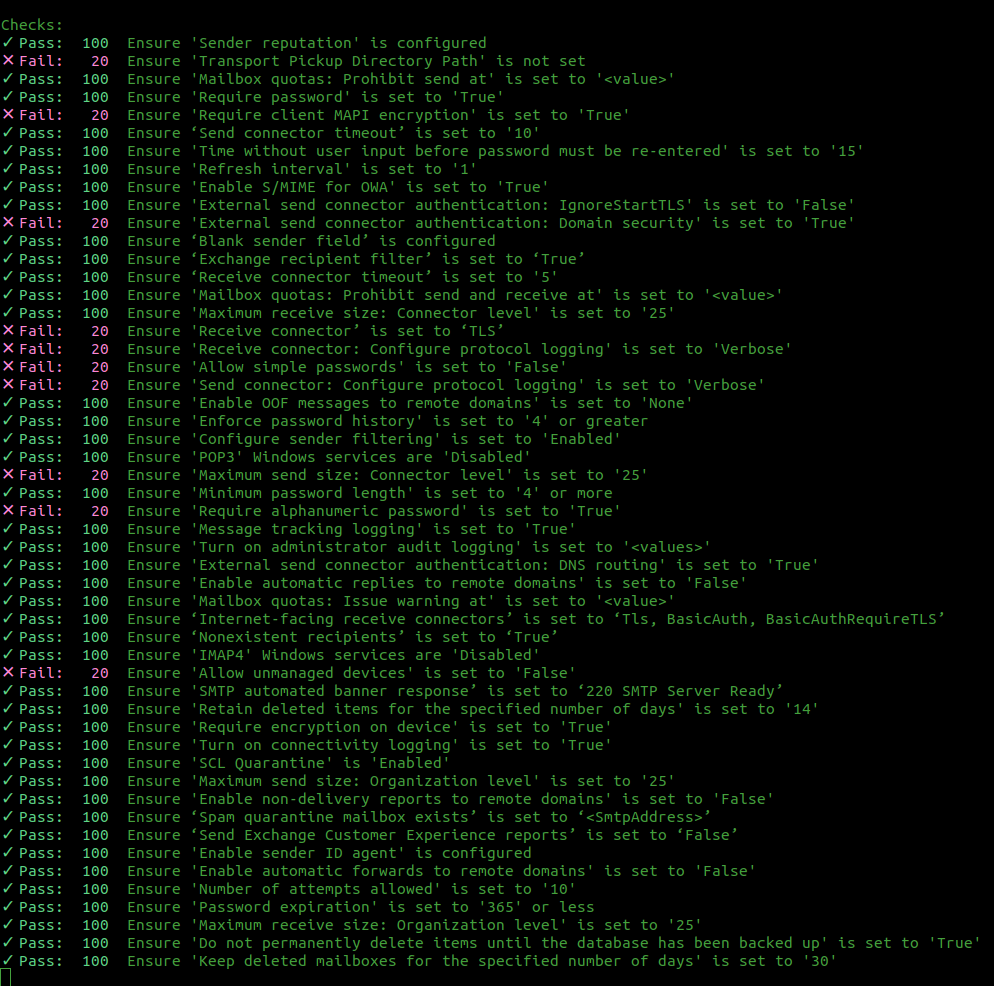 Checks:
✓ Pass:  100  Ensure 'Sender reputation' is configured
✕ Fail:   20  Ensure 'Transport Pickup Directory Path' is not set
✓ Pass:  100  Ensure 'Mailbox quotas: Prohibit send at' is set to '<value>'
✓ Pass:  100  Ensure 'Require password' is set to 'True'
✕ Fail:   20  Ensure 'Require client MAPI encryption' is set to 'True'
✓ Pass:  100  Ensure ‘Send connector timeout’ is set to '10'
✓ Pass:  100  Ensure 'Time without user input before password must be re-entered' is set to '15'
✓ Pass:  100  Ensure 'Refresh interval' is set to '1'
✓ Pass:  100  Ensure 'Enable S/MIME for OWA' is set to 'True'
✓ Pass:  100  Ensure 'External send connector authentication: IgnoreStartTLS' is set to 'False'
✕ Fail:   20  Ensure 'External send connector authentication: Domain security' is set to 'True'
✓ Pass:  100  Ensure ‘Blank sender field’ is configured
✓ Pass:  100  Ensure ‘Exchange recipient filter’ is set to ‘True’
✓ Pass:  100  Ensure ‘Receive connector timeout’ is set to '5'
✓ Pass:  100  Ensure 'Mailbox quotas: Prohibit send and receive at' is set to '<value>'
✓ Pass:  100  Ensure 'Maximum receive size: Connector level' is set to '25'
✕ Fail:   20  Ensure 'Receive connector’ is set to ‘TLS’
✕ Fail:   20  Ensure 'Receive connector: Configure protocol logging' is set to 'Verbose'
✕ Fail:   20  Ensure 'Allow simple passwords' is set to 'False'
✕ Fail:   20  Ensure 'Send connector: Configure protocol logging' is set to 'Verbose'
✓ Pass:  100  Ensure 'Enable OOF messages to remote domains' is set to 'None'
✓ Pass:  100  Ensure 'Enforce password history' is set to '4' or greater
✓ Pass:  100  Ensure 'Configure sender filtering' is set to 'Enabled'
✓ Pass:  100  Ensure 'POP3' Windows services are 'Disabled'
✕ Fail:   20  Ensure 'Maximum send size: Connector level' is set to '25'
✓ Pass:  100  Ensure 'Minimum password length' is set to '4' or more
✕ Fail:   20  Ensure 'Require alphanumeric password' is set to 'True'
✓ Pass:  100  Ensure 'Message tracking logging' is set to 'True'
✓ Pass:  100  Ensure 'Turn on administrator audit logging' is set to '<values>'
✓ Pass:  100  Ensure 'External send connector authentication: DNS routing' is set to 'True'
✓ Pass:  100  Ensure 'Enable automatic replies to remote domains' is set to 'False'
✓ Pass:  100  Ensure 'Mailbox quotas: Issue warning at' is set to '<value>'
✓ Pass:  100  Ensure ‘Internet-facing receive connectors’ is set to ‘Tls, BasicAuth, BasicAuthRequireTLS’
✓ Pass:  100  Ensure ‘Nonexistent recipients’ is set to ‘True’
✓ Pass:  100  Ensure 'IMAP4' Windows services are 'Disabled'
✕ Fail:   20  Ensure 'Allow unmanaged devices' is set to 'False'
✓ Pass:  100  Ensure 'SMTP automated banner response’ is set to ‘220 SMTP Server Ready’
✓ Pass:  100  Ensure 'Retain deleted items for the specified number of days' is set to '14'
✓ Pass:  100  Ensure 'Require encryption on device' is set to 'True'
✓ Pass:  100  Ensure 'Turn on connectivity logging' is set to 'True'
✓ Pass:  100  Ensure 'SCL Quarantine' is 'Enabled'
✓ Pass:  100  Ensure 'Maximum send size: Organization level' is set to '25'
✓ Pass:  100  Ensure 'Enable non-delivery reports to remote domains' is set to 'False'
✓ Pass:  100  Ensure ‘Spam quarantine mailbox exists’ is set to ‘<SmtpAddress>’
✓ Pass:  100  Ensure ‘Send Exchange Customer Experience reports’ is set to ‘False’
✓ Pass:  100  Ensure 'Enable sender ID agent' is configured
✓ Pass:  100  Ensure 'Enable automatic forwards to remote domains' is set to 'False'
✓ Pass:  100  Ensure 'Number of attempts allowed' is set to '10'
✓ Pass:  100  Ensure 'Password expiration' is set to '365' or less
✓ Pass:  100  Ensure 'Maximum receive size: Organization level' is set to '25'
✓ Pass:  100  Ensure 'Do not permanently delete items until the database has been backed up' is set to 'True'
✓ Pass:  100  Ensure 'Keep deleted mailboxes for the specified number of days' is set to '30'